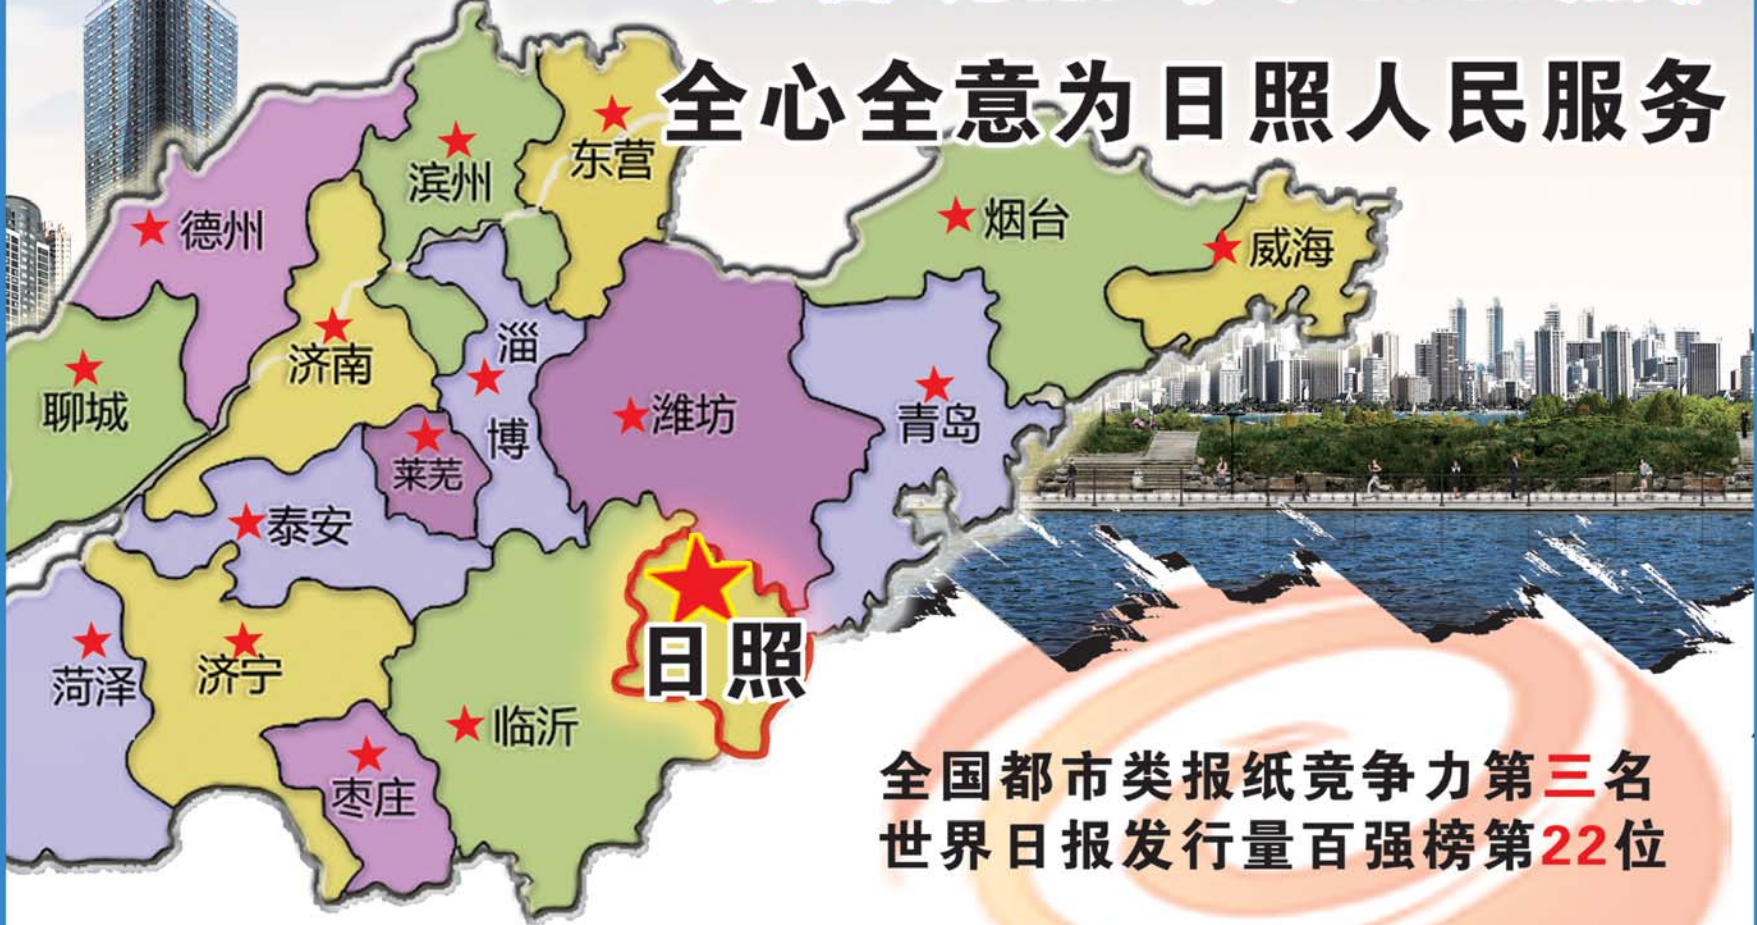 全心全意为日照人民服务
滨州
东营
德州
烟台
威海
济南
淄博
聊城
潍坊
青岛
莱芜
泰安
日照
菏泽
济宁
临沂
枣庄
全国都市类报纸竞争力第三名
世界日报发行量百强榜第22位